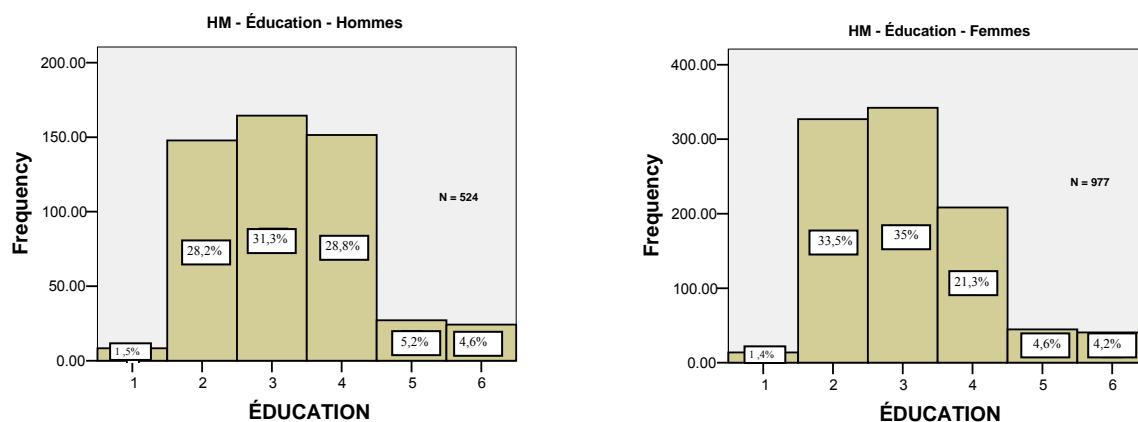 HM - Éducation - Hommes
200.00
150.00
100.00
50.00
0.00
Frequency
N = 524
1 ,5%
28,2%
31,3%
28,8%
5,2%
4,6%
1 2 3 4 5 6
ÉDUCATION
HM - Éducation - Femmes
400.00
300.00
200.00
100.00
0.00
Frequency
N = 977
1 ,4%
33,5%
35%
21,3%
4,6%
4,2%
1 2 3 4 5 6
ÉDUCATION